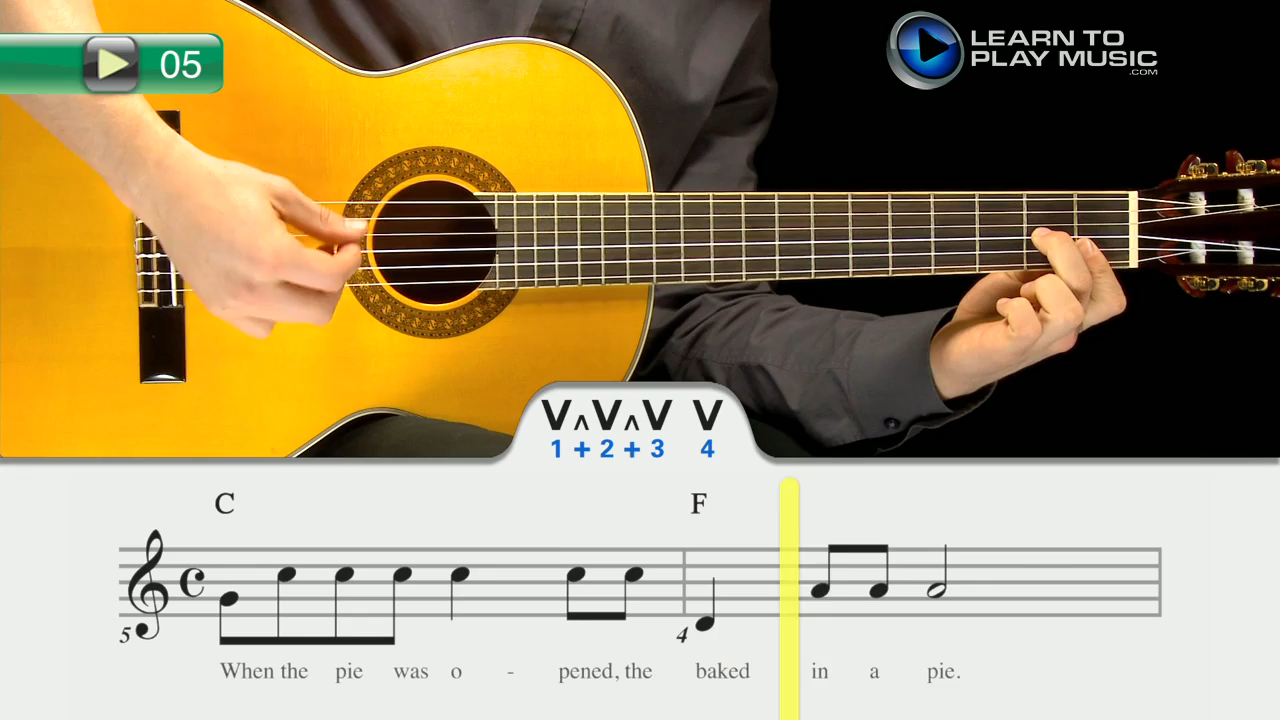 05
LEARN TO
PLAY MUSIC
.COM
V ʌ V ʌ V V
1 + 2 + 3 4
C F
5 4
When the pie was o - pened, the baked in a pie.